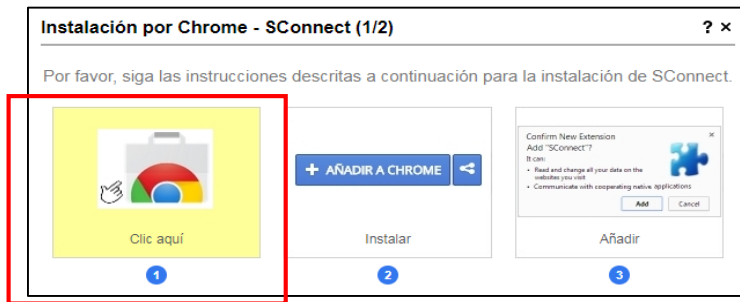 Instalación por Chrome - SConnect (1/2) ? ×
Por favor, siga las instrucciones descritas a continuación para la instalación de SConnect.
Clic aquí
1
+ AÑADIR A CHROME
Instalar
2
Confirm New Extension ×
Add "SConnect"?
It can:
• Read and change all your data on the
websites you visit
• Communicate with cooperating native applications
Add Cancel
Añadir
3